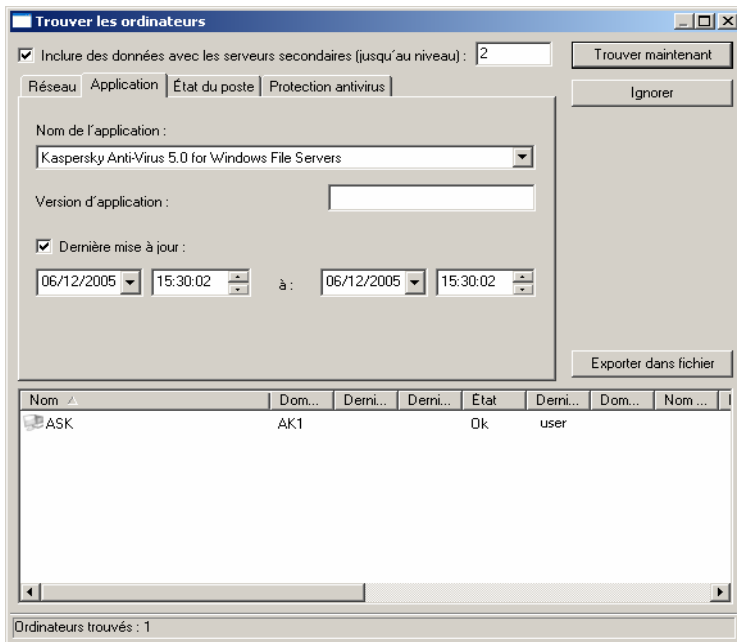 Trouver les ordinateurs
Inclure des données avec les serveurs secondaires (jusqu´au niveau) : 2
Trouver maintenant
Réseau Application État du poste Protection antivirus
Ignorer
Nom de l´application :
Kaspersky Anti-Virus 5.0 for Windows File Servers
Version d´application :
Dernière mise à jour :
06/12/2005 15:30:02 à : 06/12/2005 15:30:02
Exporter dans fichier
Nom Dom... Derni... Derni... État Derni... Dom... Nom ...
ASK AK1 Ok user
Ordinateurs trouvés : 1